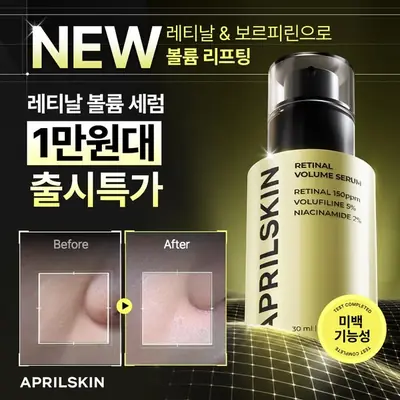 NEW
레티날 & 보르피린으로
볼륨 리프팅
레티날 볼륨 세럼
1만원대
출시특가
Before
After
APRILSKIN
RETINAL
VOLUME SERUM
RETINAL 150ppm
VOLUFILINE 5%
NIACINAMIDE 2%
APRILSKIN
30 ml
TEST COMPLETED
미백
기능성
TEST COMPLETE